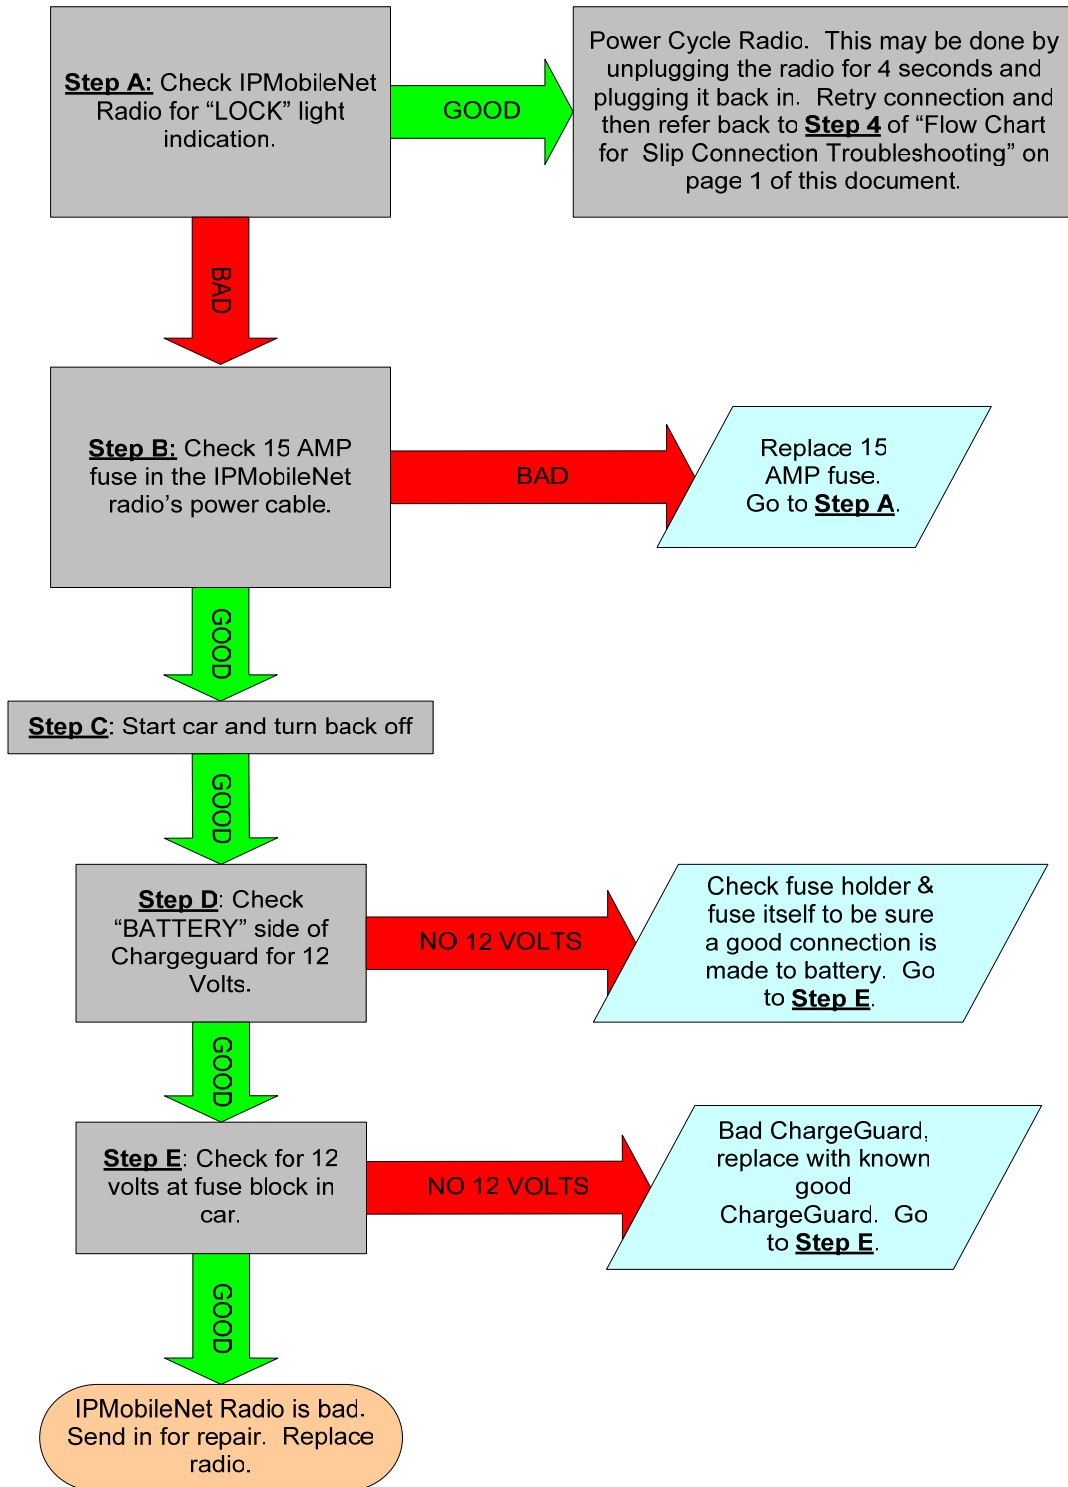 Step A: Check IPMobileNet
Radio for “LOCK” light
indication.
GOOD
Power Cycle Radio.  This may be done by
unplugging the radio for 4 seconds and
plugging it back in.  Retry connection and
then refer back to Step 4 of “Flow Chart
for  Slip Connection Troubleshooting” on
page 1 of this document.
BAD
Step B: Check 15 AMP
fuse in the IPMobileNet
radio’s power cable.
BAD
Replace 15
AMP fuse.
Go to Step A.
GOOD
Step C: Start car and turn back off
GOOD
Step D: Check
“BATTERY” side of
Chargeguard for 12
Volts.
NO 12 VOLTS
Check fuse holder &
fuse itself to be sure
a good connection is
made to battery.  Go
to Step E.
GOOD
Step E: Check for 12
volts at fuse block in
car.
NO 12 VOLTS
Bad ChargeGuard,
replace with known
good
ChargeGuard.  Go
to Step E.
GOOD
IPMobileNet Radio is bad.
Send in for repair.  Replace
radio.